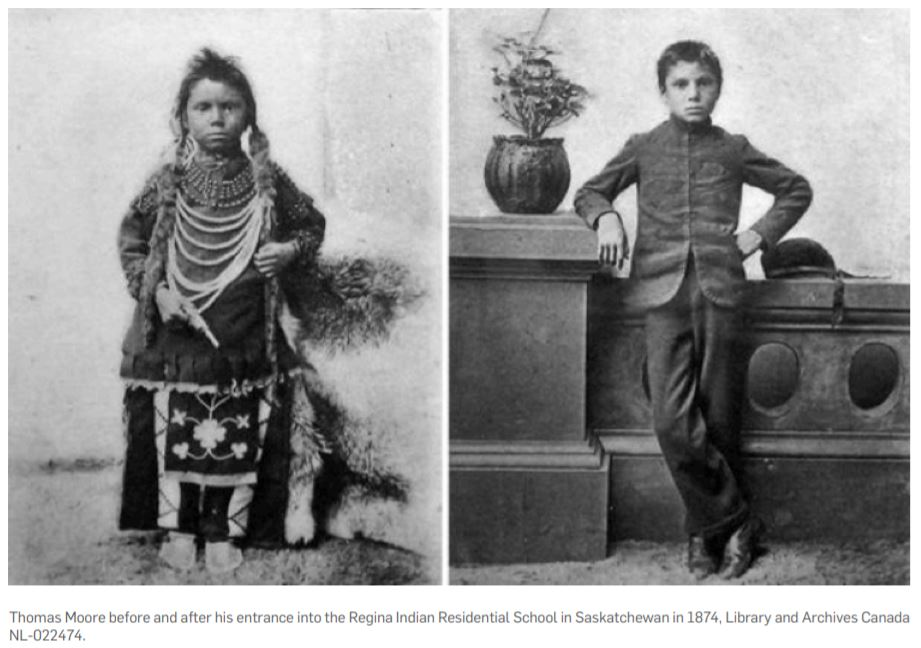 Thomas Moore before and after his entrance into the Regina Indian Residential School in Saskatchewan in 1874, Library and Archives Canada
NL-022474.